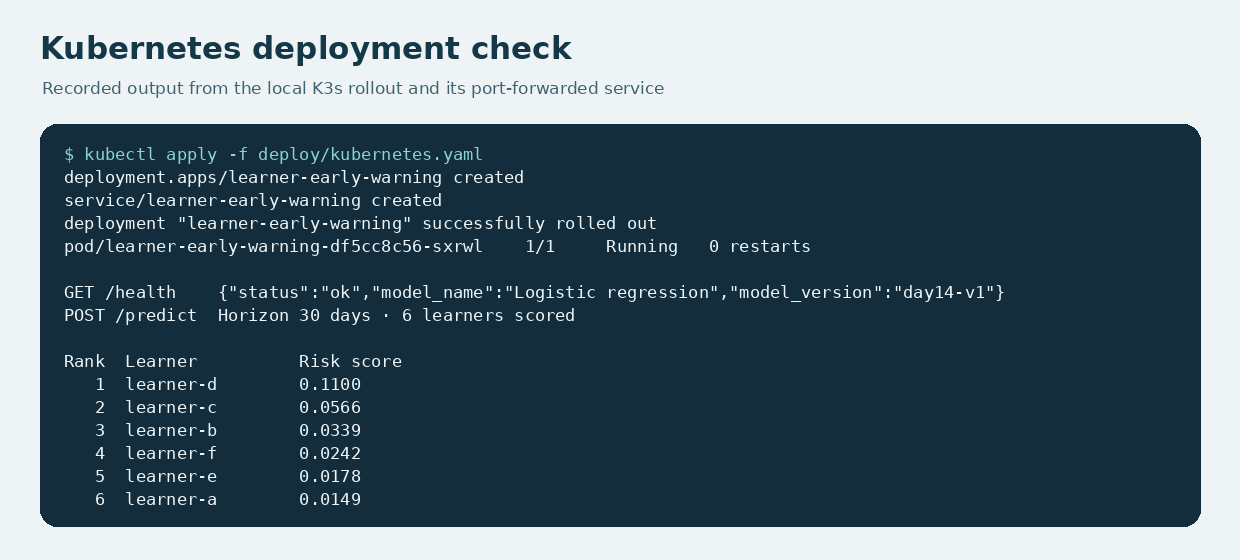 Kubernetes deployment check
Recorded output from the local K3s rollout and its port-forwarded service
$ kubectl apply -f deploy/kubernetes.yaml
deployment.apps/learner-early-warning created
service/learner-early-warning created
deployment "learner-early-warning" successfully rolled out
pod/learner-early-warning-df5cc8c56-sxrwl    1/1     Running   0 restarts
GET /health    {"status":"ok","model_name":"Logistic regression","model_version":"day14-v1"}
POST /predict  Horizon 30 days · 6 learners scored
Rank  Learner          Risk score
   1  learner-d        0.1100
   2  learner-c        0.0566
   3  learner-b        0.0339
   4  learner-f        0.0242
   5  learner-e        0.0178
   6  learner-a        0.0149